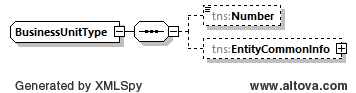 tns:Number
BusinessUnitType
tns:EntityCommonInfo
Generated by XMLSpy
www.altova.com